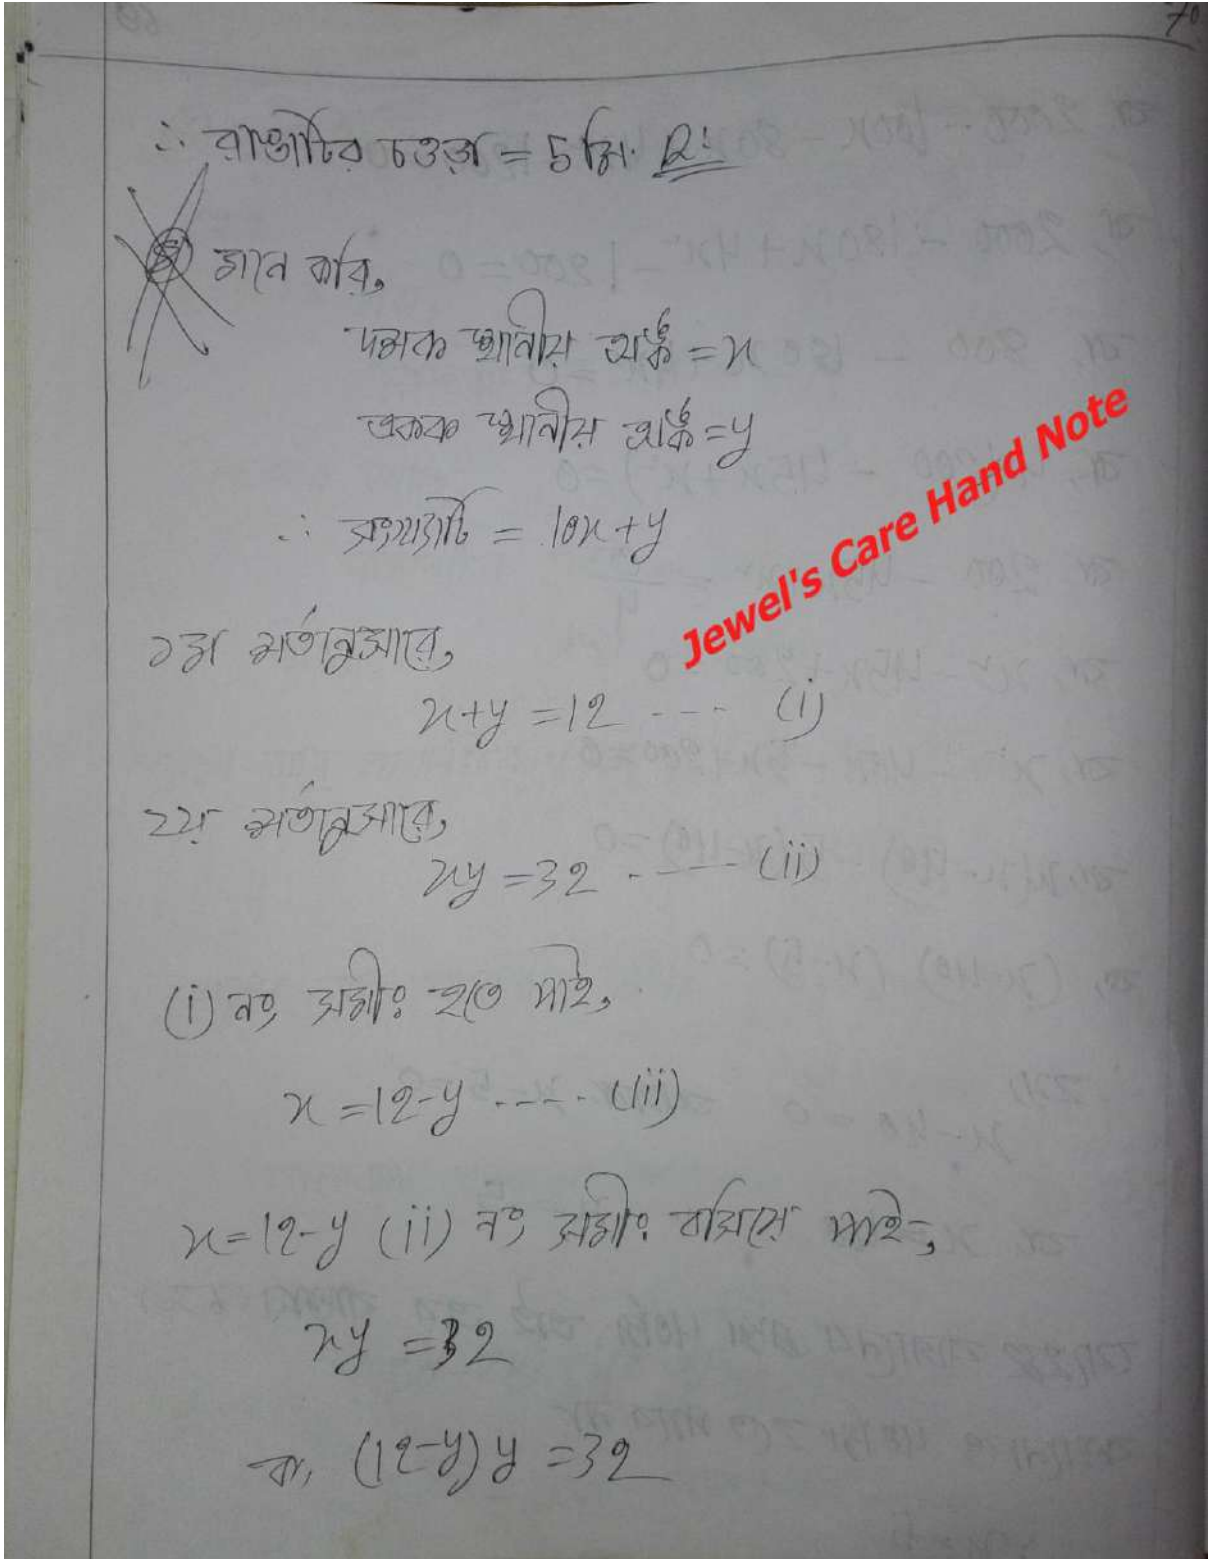 70
∴ রাস্তাটির চওড়া = 5 মি.
মনে করি,
দশক স্থানীয় অঙ্ক = x
একক স্থানীয় অঙ্ক = y
∴ সংখ্যাটি = 10x + y
Jewel's Care Hand Note
১ম শর্তানুসারে,
x+y = 12 --- (i)
২য় শর্তানুসারে,
xy = 32 ---- (ii)
(i) নং সমীঃ হতে পাই,
x = 12-y ---- (iii)
x = 12-y (ii) নং সমীঃ বসিয়ে পাই,
xy = 32
বা, (12-y) y = 32